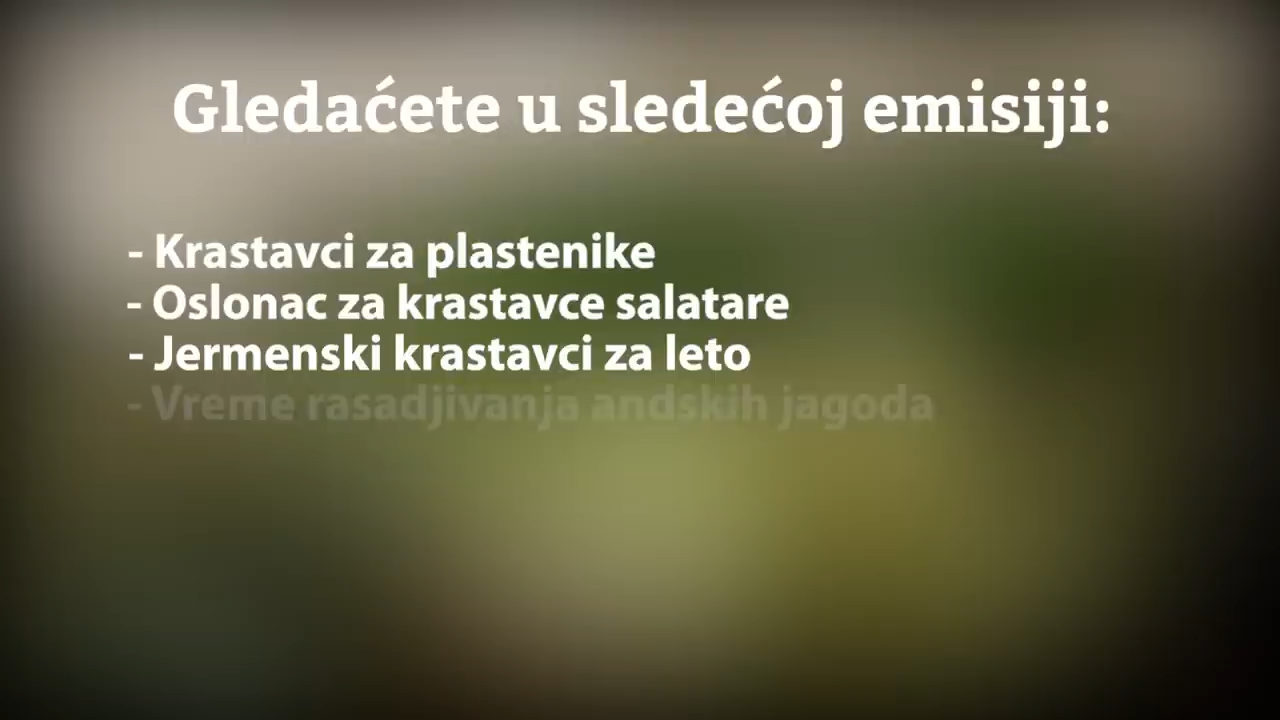 Gledaćete u sledećoj emisiji:
- Krastavci za plastenike
- Oslonac za krastavce salatare
- Jermenski krastavci za leto
- Vreme rasadjivanja andskih jagoda